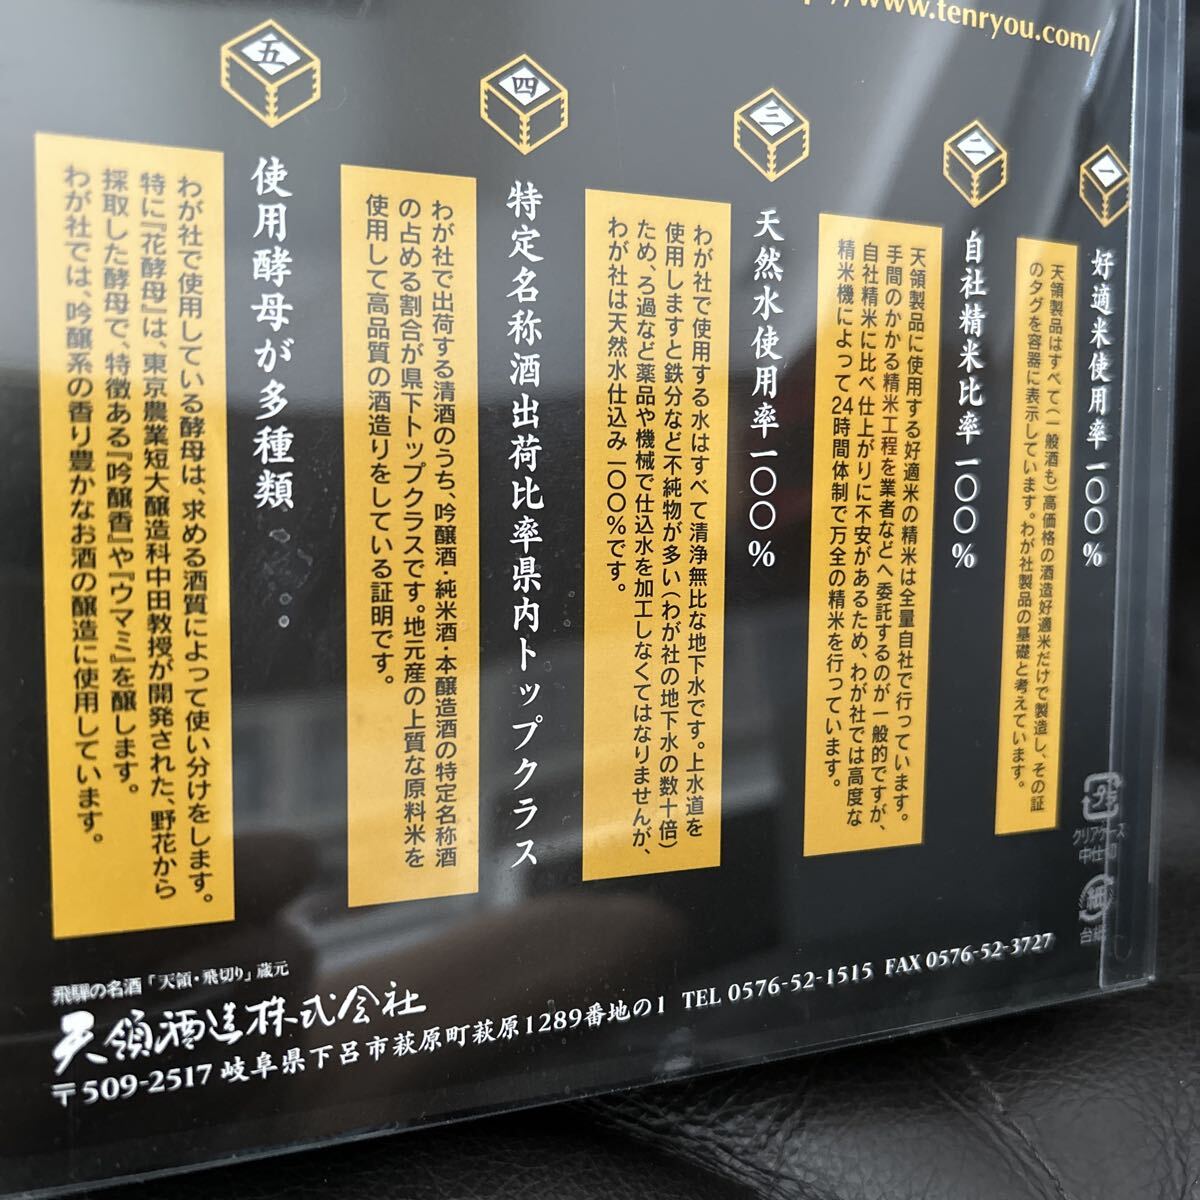 www.tenryou.com/
一
好適米使用率一〇〇%
天領製品はすべて(一般酒も)高価格の酒造好適米だけで製造し、その証
のタグを容器に表示しています。わが社製品の基礎と考えています。
二
自社精米比率一〇〇%
天領製品に使用する好適米の精米は全量自社で行っています。
手間のかかる精米工程を業者などへ委託するのが一般的ですが、
自社精米に比べ仕上がりに不安があるため、わが社では高度な
精米機によって24時間体制で万全の精米を行っています。
三
天然水使用率一〇〇%
わが社で使用する水はすべて清浄無比な地下水です。上水道を
使用しますと鉄分など不純物が多い(わが社の地下水の数十倍)
ため、ろ過など薬品や機械で仕込水を加工しなくてはなりませんが、
わが社は天然水仕込み一〇〇%です。
四
特定名称酒出荷比率県内トップクラス
わが社で出荷する清酒のうち、吟醸酒・純米酒・本醸造酒の特定名称酒
の占める割合が県下トップクラスです。地元産の上質な原料米を
使用して高品質の酒造りをしている証明です。
五
使用酵母が多種類
わが社で使用している酵母は、求める酒質によって使い分けをします。
特に『花酵母』は、東京農業短大醸造科中田教授が開発された、野花から
採取した酵母で、特徴ある『吟醸香』や『ウマミ』を醸します。
わが社では、吟醸系の香り豊かなお酒の醸造に使用しています。
プラ
クリアケース
中仕切
紙
台紙
飛騨の名酒「天領・飛切り」蔵元
天領酒造株式会社
〒509-2517 岐阜県下呂市萩原町萩原1289番地の1 TEL 0576-52-1515 FAX 0576-52-3727